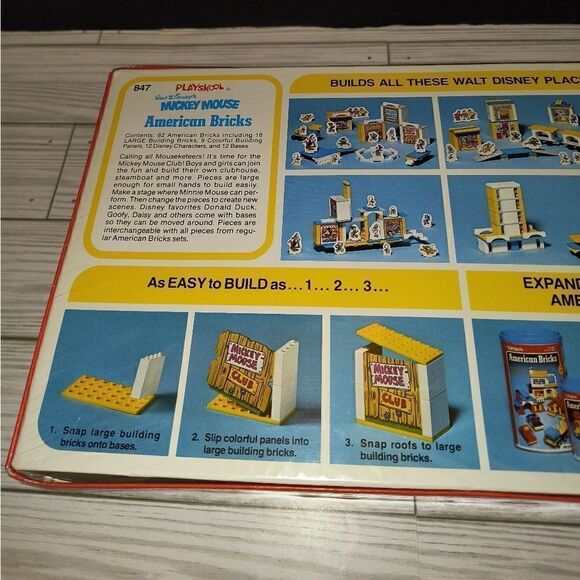 847
PLAYSKOOL
Walt Disney's
MICKEY MOUSE
American Bricks
Contents: 82 American Bricks including 16
LARGE Building Bricks, 9 Colorful Building
Panels, 12 Disney Characters, and 12 Bases.
Calling all Mouseketeers! It's time for the
Mickey Mouse Club! Boys and girls can join
the fun and build their own clubhouse,
steamboat and more. Pieces are large
enough for small hands to build easily.
Make a stage where Minnie Mouse can per-
form. Then change the pieces to create new
scenes. Disney favorites Donald Duck,
Goofy, Daisy and others come with bases
so they can be moved around. Pieces are
interchangeable with all pieces from regu-
lar American Bricks sets.
BUILDS ALL THESE WALT DISNEY PLAC
As EASY to BUILD as... 1... 2... 3...
EXPAND
AME
MICKEY
MOUSE
CLUB
MICKEY
MOUSE
CLUB
1. Snap large building
bricks onto bases.
2. Slip colorful panels into
large building bricks.
3. Snap roofs to large
building bricks.
American Bricks